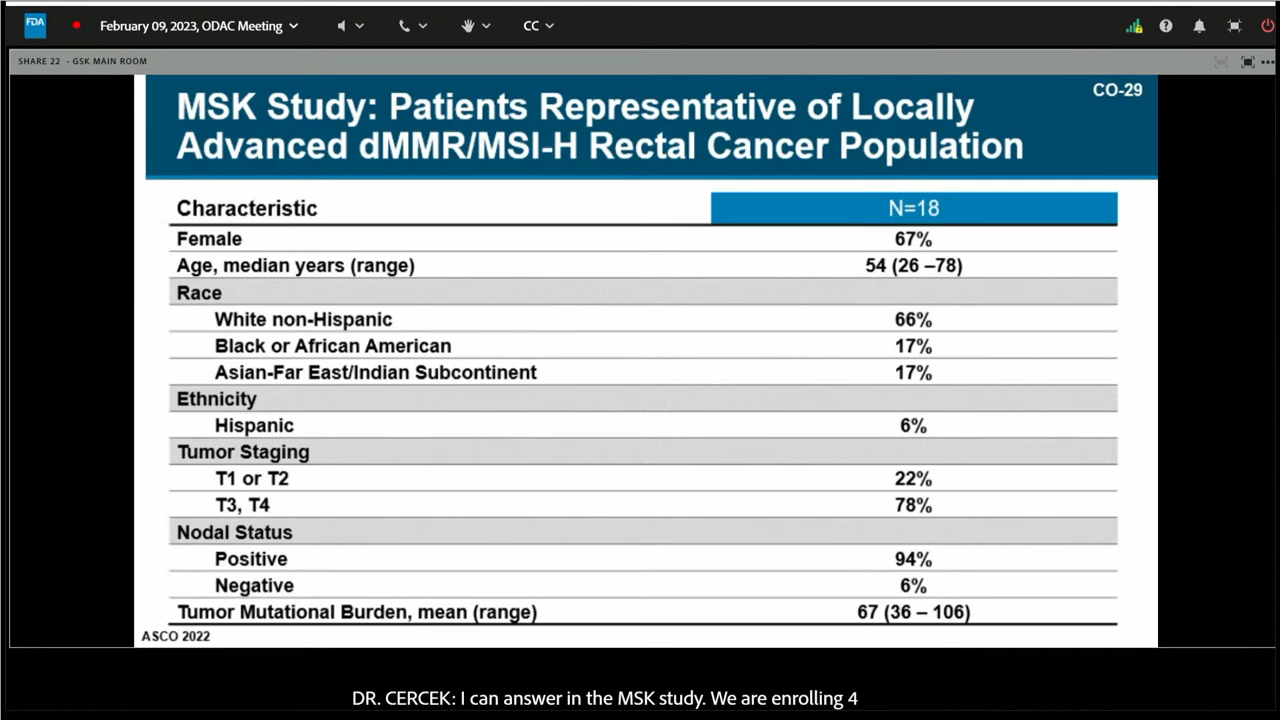 FDA
February 09, 2023, ODAC Meeting
CC
SHARE 22 - GSK MAIN ROOM
CO-29
MSK Study: Patients Representative of Locally
Advanced dMMR/MSI-H Rectal Cancer Population
Characteristic N=18
Female 67%
Age, median years (range) 54 (26 –78)
Race
White non-Hispanic 66%
Black or African American 17%
Asian-Far East/Indian Subcontinent 17%
Ethnicity
Hispanic 6%
Tumor Staging
T1 or T2 22%
T3, T4 78%
Nodal Status
Positive 94%
Negative 6%
Tumor Mutational Burden, mean (range) 67 (36 – 106)
ASCO 2022
DR. CERCEK: I can answer in the MSK study. We are enrolling 4